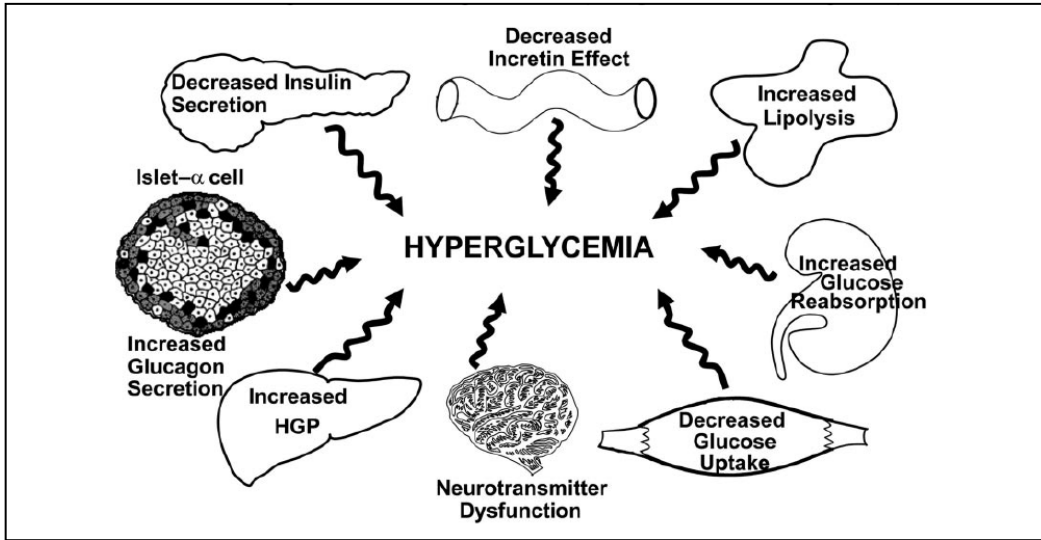 Decreased Insulin
Secretion
Decreased
Incretin Effect
Increased
Lipolysis
Islet–α cell
HYPERGLYCEMIA
Increased
Glucose
Reabsorption
Increased
Glucagon
Secretion
Increased
HGP
Neurotransmitter
Dysfunction
Decreased
Glucose
Uptake